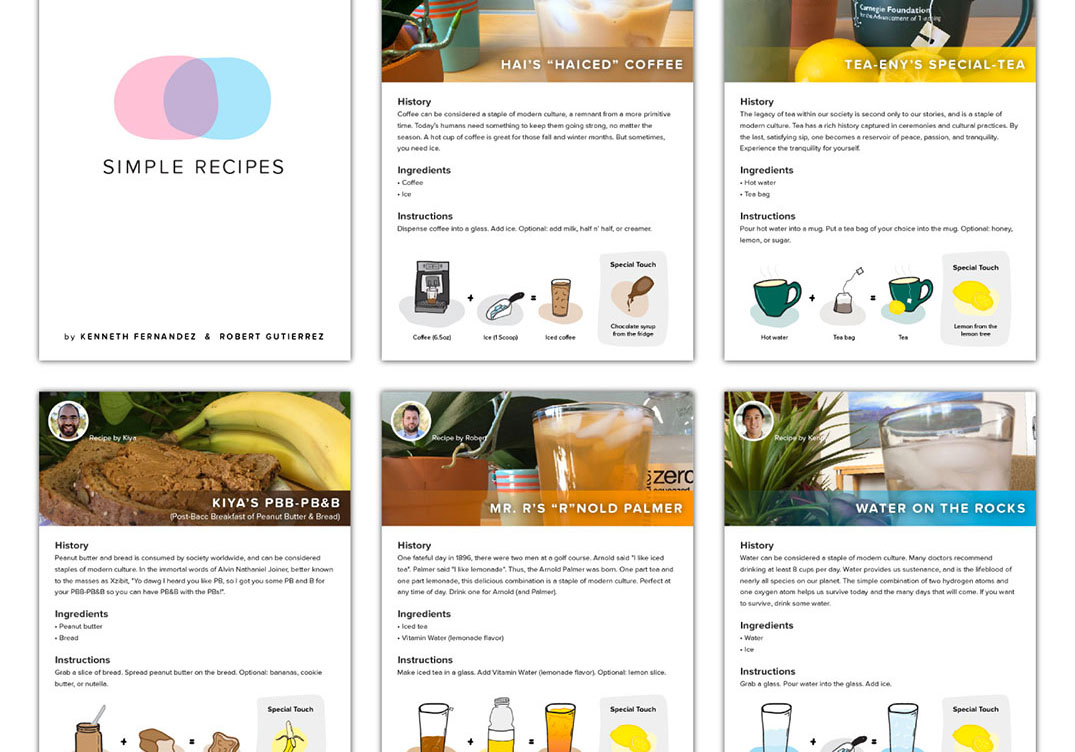 SIMPLE RECIPES
by KENNETH FERNANDEZ & ROBERT GUTIERREZ
HAI'S “HAICED” COFFEE
History
Coffee can be considered a staple of modern culture, a remnant from a more primitive
time. Today's humans need something to keep them going strong, no matter the
season. A hot cup of coffee is great for those fall and winter months. But sometimes,
you need ice.
Ingredients
• Coffee
• Ice
Instructions
Dispense coffee into a glass. Add ice. Optional: add milk, half n' half, or creamer.
+
=
Special Touch
Chocolate syrup
from the fridge
Coffee (6.5oz)
Ice (1 Scoop)
Iced coffee
Carnegie Foundation
for the Advancement of Teaching
TEA-ENY'S SPECIAL-TEA
History
The legacy of tea within our society is second only to our stories, and is a staple of
modern culture. Tea has a rich history captured in ceremonies and cultural practices. By
the last, satisfying sip, one becomes a reservoir of peace, passion, and tranquility.
Experience the tranquility for yourself.
Ingredients
• Hot water
• Tea bag
Instructions
Pour hot water into a mug. Put a tea bag of your choice into the mug. Optional: honey,
lemon, or sugar.
+
=
Special Touch
Lemon from the
lemon tree
Hot water
Tea bag
Tea
Recipe by Kiya
KIYA'S PBB-PB&B
(Post-Bacc Breakfast of Peanut Butter & Bread)
History
Peanut butter and bread is consumed by society worldwide, and can be considered
staples of modern culture. In the immortal words of Alvin Nathaniel Joiner, better known
to the masses as Xzibit, "Yo dawg I heard you like PB, so I got you some PB and B for
your PBB-PB&B so you can have PB&B with the PBs!".
Ingredients
• Peanut butter
• Bread
Instructions
Grab a slice of bread. Spread peanut butter on the bread. Optional: bananas, cookie
butter, or nutella.
Special Touch
+
=
Recipe by Robert
zero
MR. R'S “R”NOLD PALMER
History
One fateful day in 1896, there were two men at a golf course. Arnold said "I like iced
tea". Palmer said "I like lemonade". Thus, the Arnold Palmer was born. One part tea and
one part lemonade, this delicious combination is a staple of modern culture. Perfect at
any time of day. Drink one for Arnold (and Palmer).
Ingredients
• Iced tea
• Vitamin Water (lemonade flavor)
Instructions
Make iced tea in a glass. Add Vitamin Water (lemonade flavor). Optional: lemon slice.
Special Touch
+
=
Recipe by
WATER ON THE ROCKS
History
Water can be considered a staple of modern culture. Many doctors recommend
drinking at least 8 cups per day. Water provides us sustenance, and is the lifeblood of
nearly all species on our planet. The simple combination of two hydrogen atoms and
one oxygen atom helps us survive today and the many days that will come. If you want
to survive, drink some water.
Ingredients
• Water
• Ice
Instructions
Grab a glass. Pour water into the glass. Add ice.
Special Touch
+
=